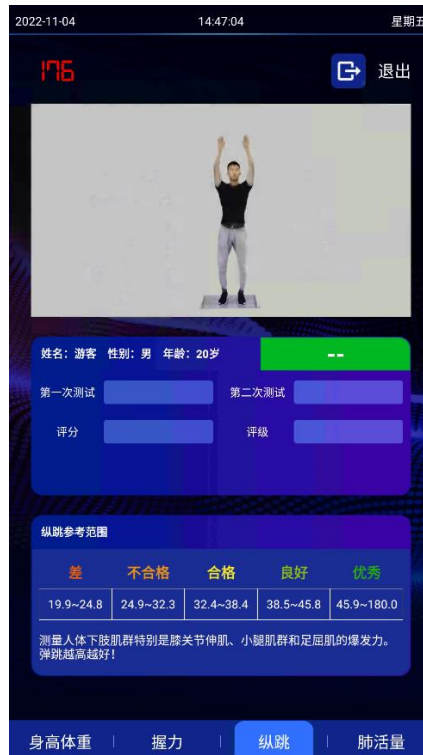 2022-11-04 14:47:04 星期五
176 退出
姓名：游客 性别：男 年龄：20岁 --
第一次测试 第二次测试
评分 评级
纵跳参考范围
差 不合格 合格 良好 优秀
19.9~24.8 24.9~32.3 32.4~38.4 38.5~45.8 45.9~180.0
测量人体下肢肌群特别是膝关节伸肌、小腿肌群和足屈肌的爆发力。
弹跳越高越好！
身高体重 握力 纵跳 肺活量